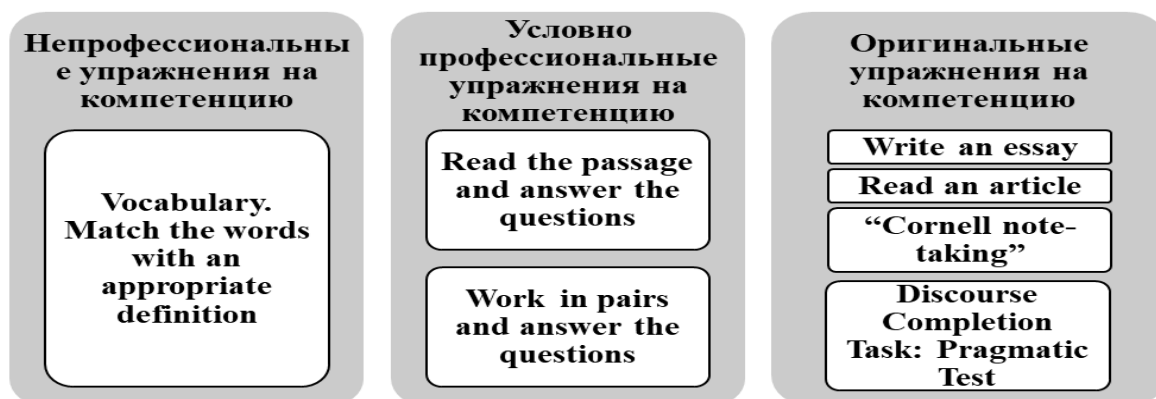 Непрофессиональны
е упражнения на
компетенцию
Vocabulary.
Match the words
with an
appropriate
definition
Условно
профессиональные
упражнения на
компетенцию
Read the passage
and answer the
questions
Work in pairs
and answer the
questions
Оригинальные
упражнения на
компетенцию
Write an essay
Read an article
“Cornell note-
taking”
Discourse
Completion
Task: Pragmatic
Test